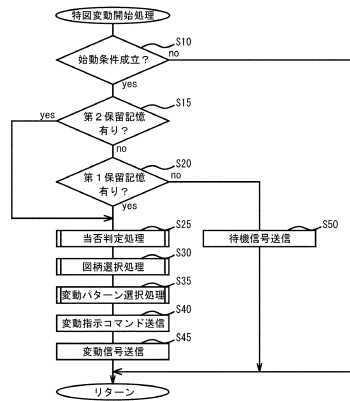 特図変動開始処理
S10
始動条件成立？
no
yes
S15
yes
第２保留記憶
有り？
no
S20
第１保留記憶
有り？
no
yes
S25
当否判定処理
S50
待機信号送信
S30
図柄選択処理
S35
変動パターン選択処理
S40
変動指示コマンド送信
S45
変動信号送信
リターン